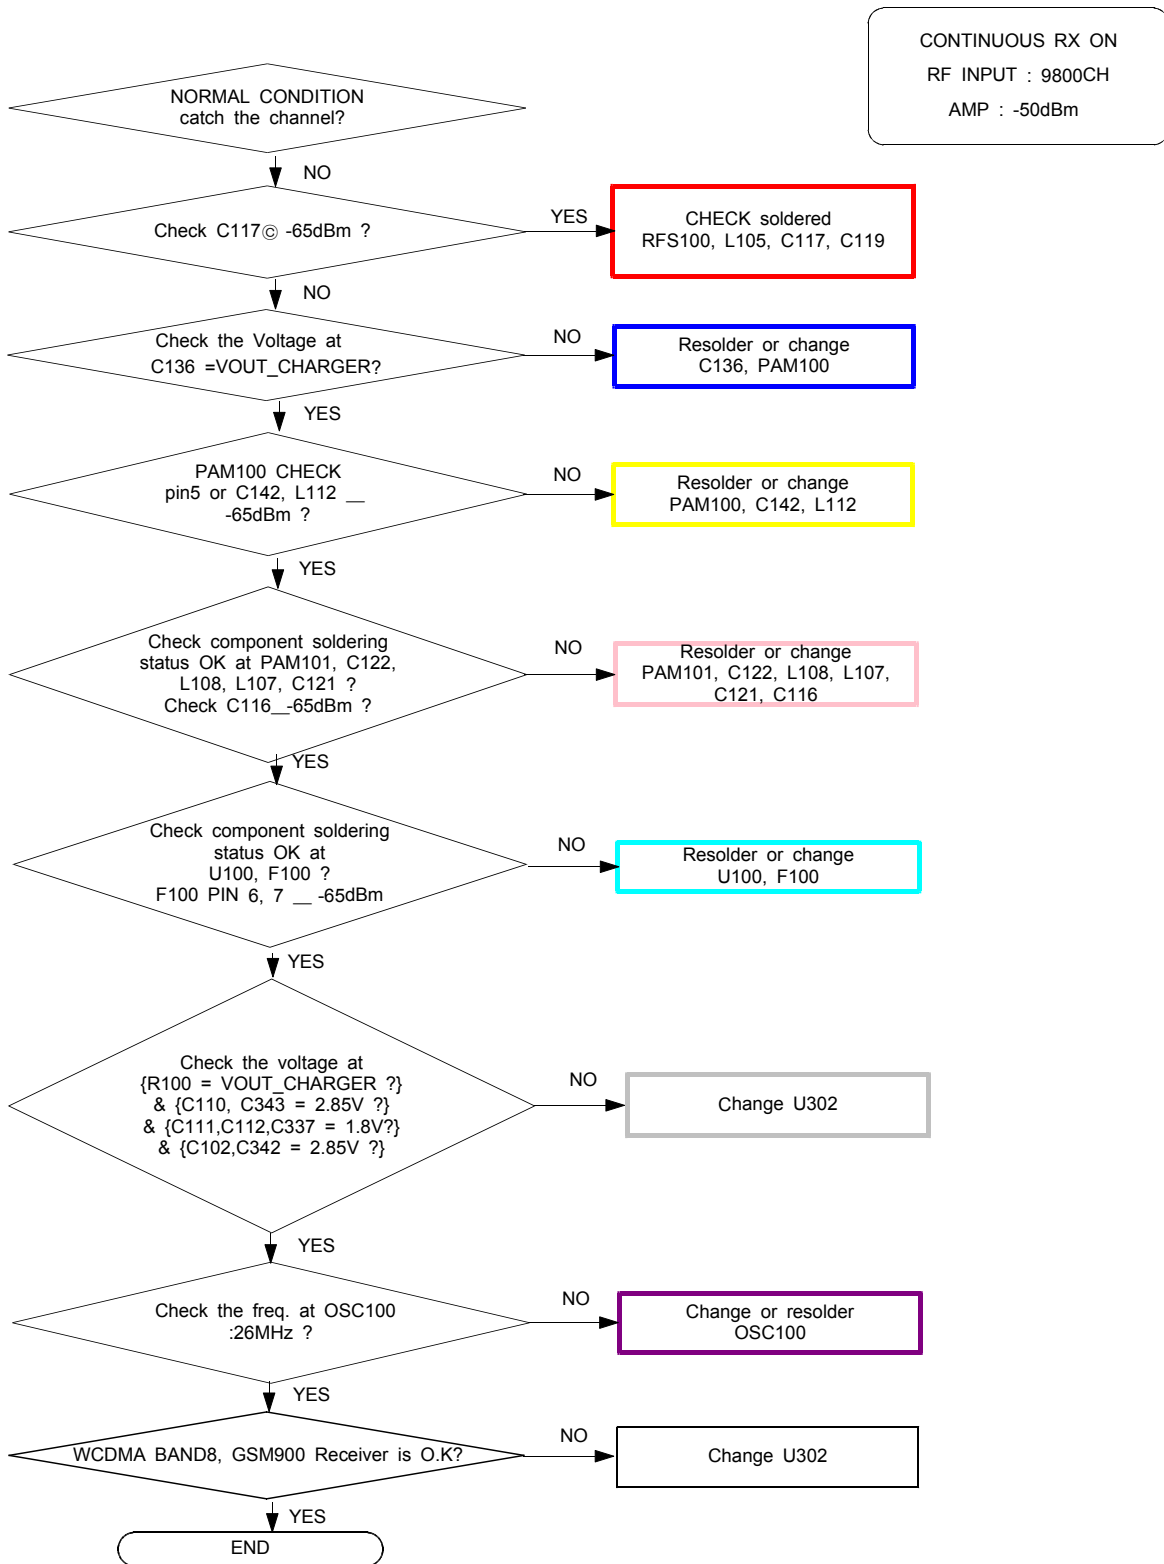 CONTINUOUS RX ON
RF INPUT : 9800CH
AMP : -50dBm
NORMAL CONDITION
catch the channel?
NO
Check C117© -65dBm ?
YES
CHECK soldered
RFS100, L105, C117, C119
NO
Check the Voltage at
C136 =VOUT_CHARGER?
NO
Resolder or change
C136, PAM100
YES
PAM100 CHECK
pin5 or C142, L112 __
-65dBm ?
NO
Resolder or change
PAM100, C142, L112
YES
Check component soldering
status OK at PAM101, C122,
L108, L107, C121 ?
Check C116__-65dBm ?
NO
Resolder or change
PAM101, C122, L108, L107,
C121, C116
YES
Check component soldering
status OK at
U100, F100 ?
F100 PIN 6, 7 __ -65dBm
NO
Resolder or change
U100, F100
YES
Check the voltage at
{R100 = VOUT_CHARGER ?}
& {C110, C343 = 2.85V ?}
& {C111,C112,C337 = 1.8V?}
& {C102,C342 = 2.85V ?}
NO
Change U302
YES
Check the freq. at OSC100
:26MHz ?
NO
Change or resolder
OSC100
YES
WCDMA BAND8, GSM900 Receiver is O.K?
NO
Change U302
YES
END